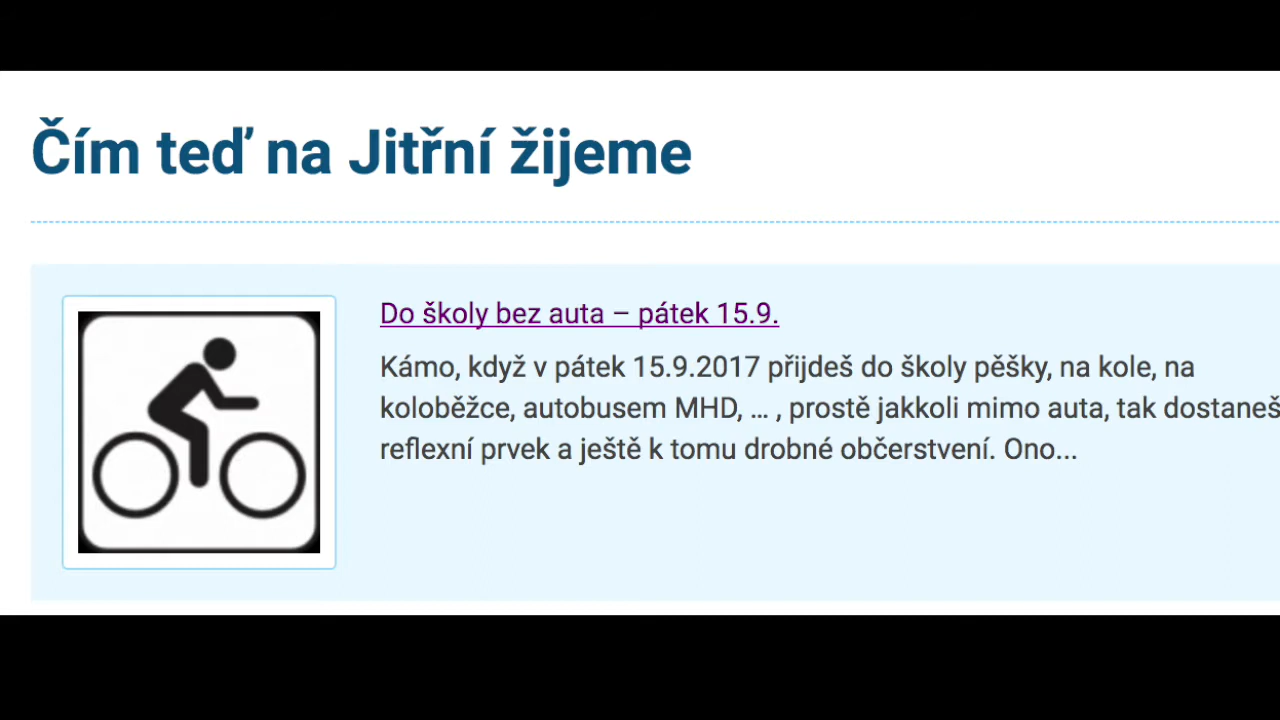 Čím teď na Jitřní žijeme
Do školy bez auta – pátek 15.9.
Kámo, když v pátek 15.9.2017 přijdeš do školy pěšky, na kole, na
koloběžce, autobusem MHD, ... , prostě jakkoli mimo auta, tak dostaneš
reflexní prvek a ještě k tomu drobné občerstvení. Ono...